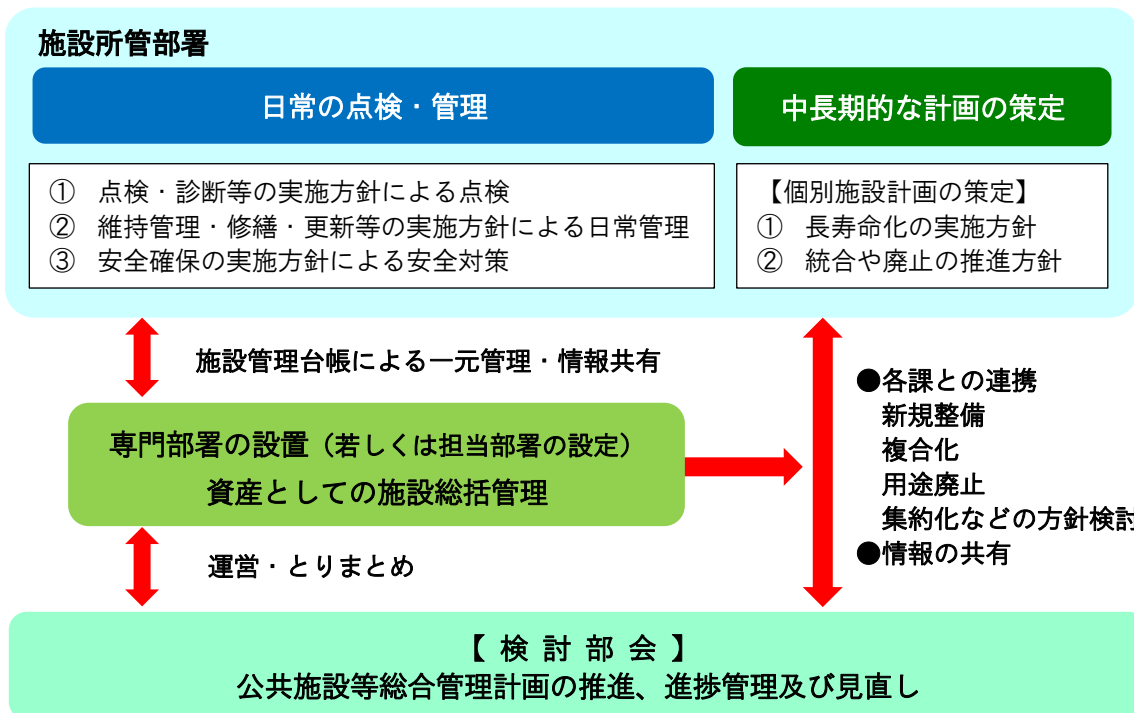 施設所管部署
日常の点検・管理
中長期的な計画の策定
① 点検・診断等の実施方針による点検
② 維持管理・修繕・更新等の実施方針による日常管理
③ 安全確保の実施方針による安全対策
【個別施設計画の策定】
① 長寿命化の実施方針
② 統合や廃止の推進方針
施設管理台帳による一元管理・情報共有
専門部署の設置（若しくは担当部署の設定）
資産としての施設総括管理
●各課との連携
新規整備
複合化
用途廃止
集約化などの方針検討
●情報の共有
運営・とりまとめ
【 検 討 部 会 】
公共施設等総合管理計画の推進、進捗管理及び見直し